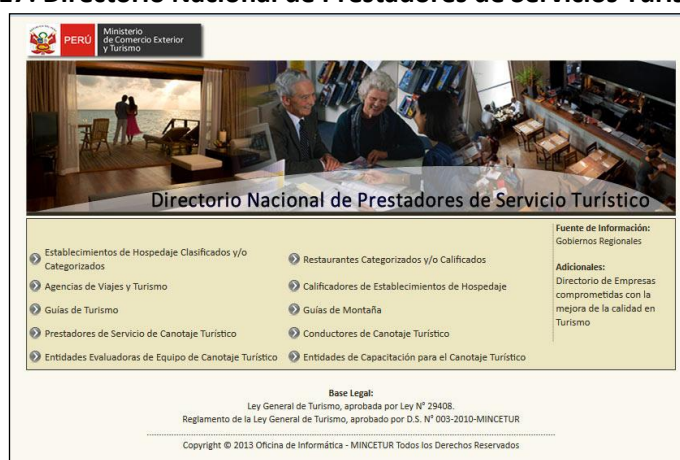 Directorio Nacional de Prestadores de Servicios
PERÚ
Ministerio
de Comercio Exterior
y Turismo
Directorio Nacional de Prestadores de Servicio Turístico
Establecimientos de Hospedaje Clasificados y/o
Categorizados
Agencias de Viajes y Turismo
Guías de Turismo
Prestadores de Servicio de Canotaje Turístico
Entidades Evaluadoras de Equipo de Canotaje Turístico
Restaurantes Categorizados y/o Calificados
Calificadores de Establecimientos de Hospedaje
Guías de Montaña
Conductores de Canotaje Turístico
Entidades de Capacitación para el Canotaje Turístico
Fuente de Información:
Gobiernos Regionales
Adicionales:
Directorio de Empresas
comprometidas con la
mejora de la calidad en
Turismo
Base Legal:
Ley General de Turismo, aprobada por Ley N° 29408.
Reglamento de la Ley General de Turismo, aprobado por D.S. N° 003-2010-MINCETUR
Copyright © 2013 Oficina de Informática - MINCETUR Todos los Derechos Reservados